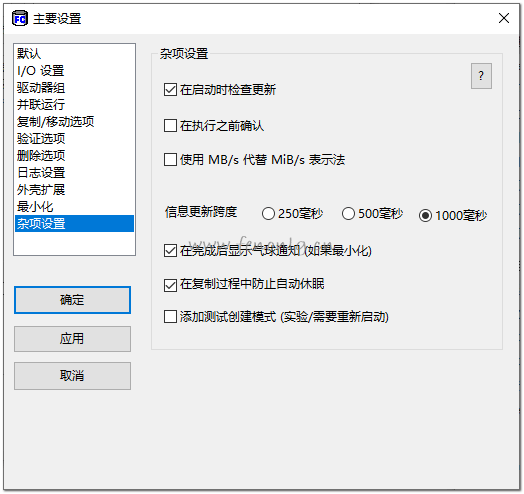 FC 主要设置
默认
I/O 设置
驱动器组
并联运行
复制/移动选项
验证选项
删除选项
日志设置
外壳扩展
最小化
杂项设置
确定
应用
取消
杂项设置
?
在启动时检查更新
在执行之前确认
使用 MB/s 代替 MiB/s 表示法
信息更新跨度 250毫秒 500毫秒 1000毫秒
在完成后显示气球通知 (如果最小化)
在复制过程中防止自动休眠
添加测试创建模式 (实验/需要重新启动)